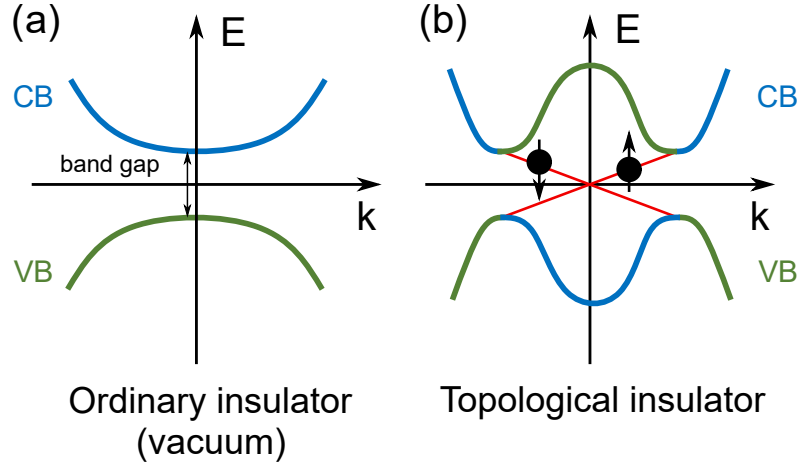 (a)
E
CB
band gap
k
VB
Ordinary insulator
(vacuum)
(b)
E
CB
k
VB
Topological insulator